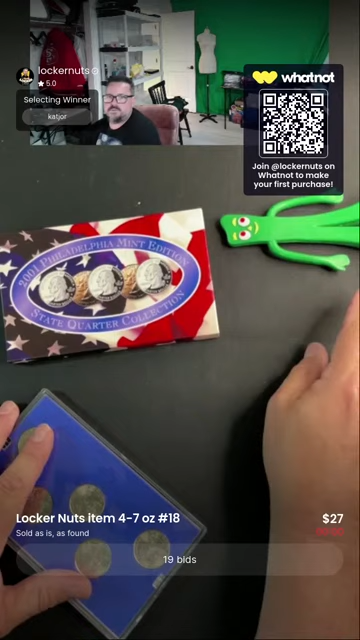 lockernuts
★ 5.0
Selecting Winner
katjor
whatnot
Join @lockernuts on
Whatnot to make
your first purchase!
2001 PHILADELPHIA MINT EDITION
STATE QUARTER COLLECTION
Locker Nuts item 4-7 oz #18
$27
Sold as is, as found
19 bids